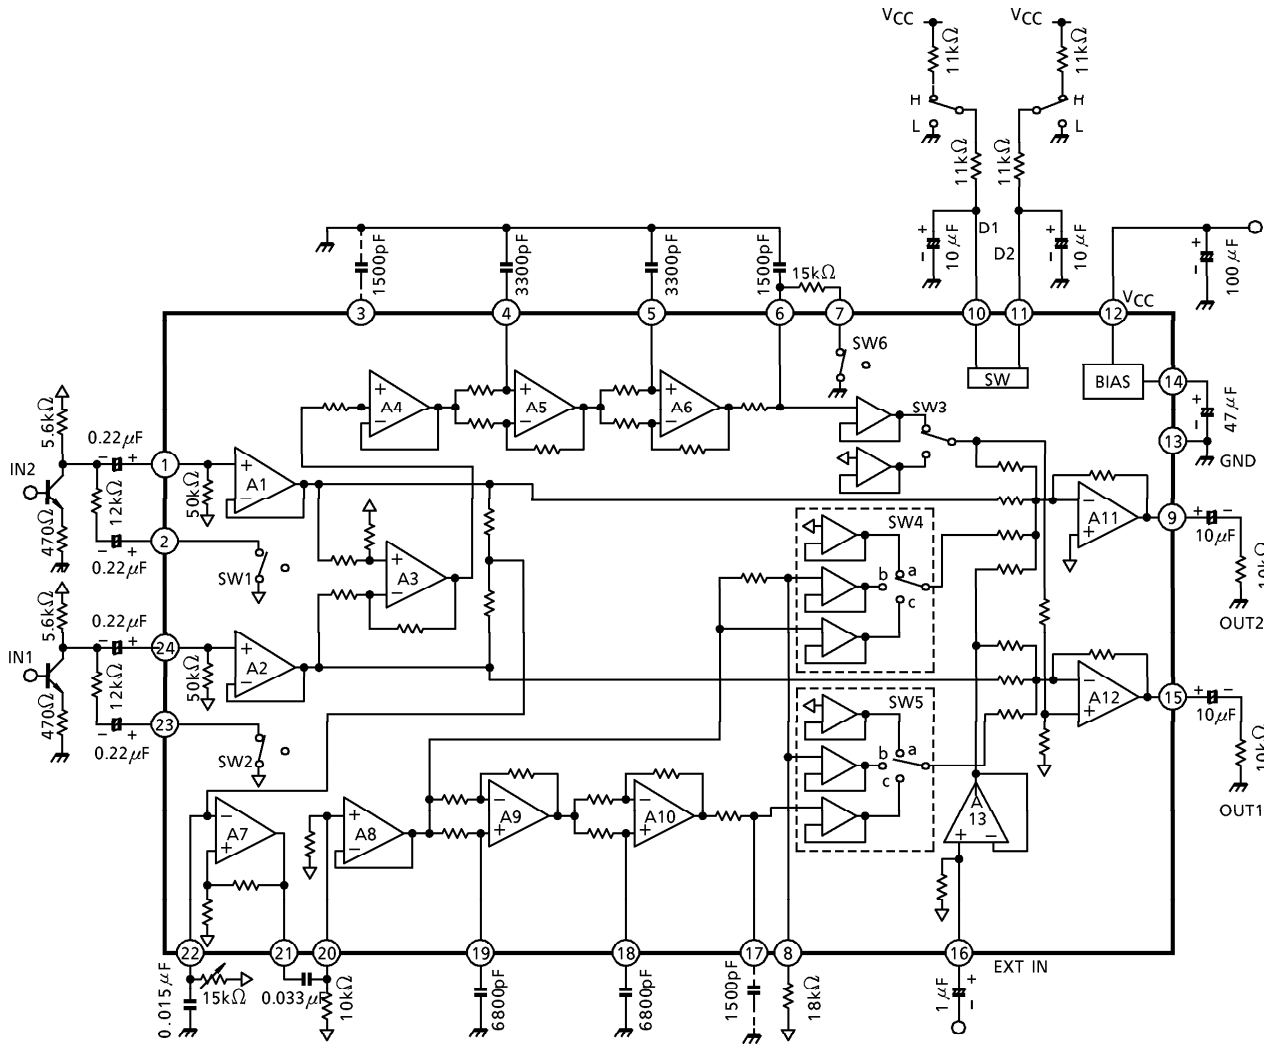 VCC VCC
11kΩ 11kΩ
H H
L L
11kΩ 11kΩ
+ D1 + +
1500pF 3300pF 3300pF 1500pF 15kΩ - 10μF D2 - 10μF - 100μF
VCC
3 4 5 6 7 10 11 12
SW6
SW BIAS 14
+ + + +
A4 A5 A6 SW3 47μF
- - - -
13
GND
5.6kΩ 0.22μF
IN2 - + 1 + A1 -
50kΩ
12kΩ
470Ω 2
- +
0.22μF SW1
- A11 + 9 + -
10μF
10kΩ
OUT2
SW4
a
b
c
+ A3 -
5.6kΩ 0.22μF
IN1 - + 24 + A2 -
50kΩ
12kΩ
470Ω 23
- +
0.22μF SW2
- A12 + 15 + -
10μF
10kΩ
OUT1
SW5
a
b
c
- A7 + + A8 - - A9 + - A10 + A 13
+ -
22 21 20 19 18 17 8 16 EXT IN
0.015μF 15kΩ 0.033μF 10kΩ 6800pF 6800pF 1500pF 18kΩ 1μF + -